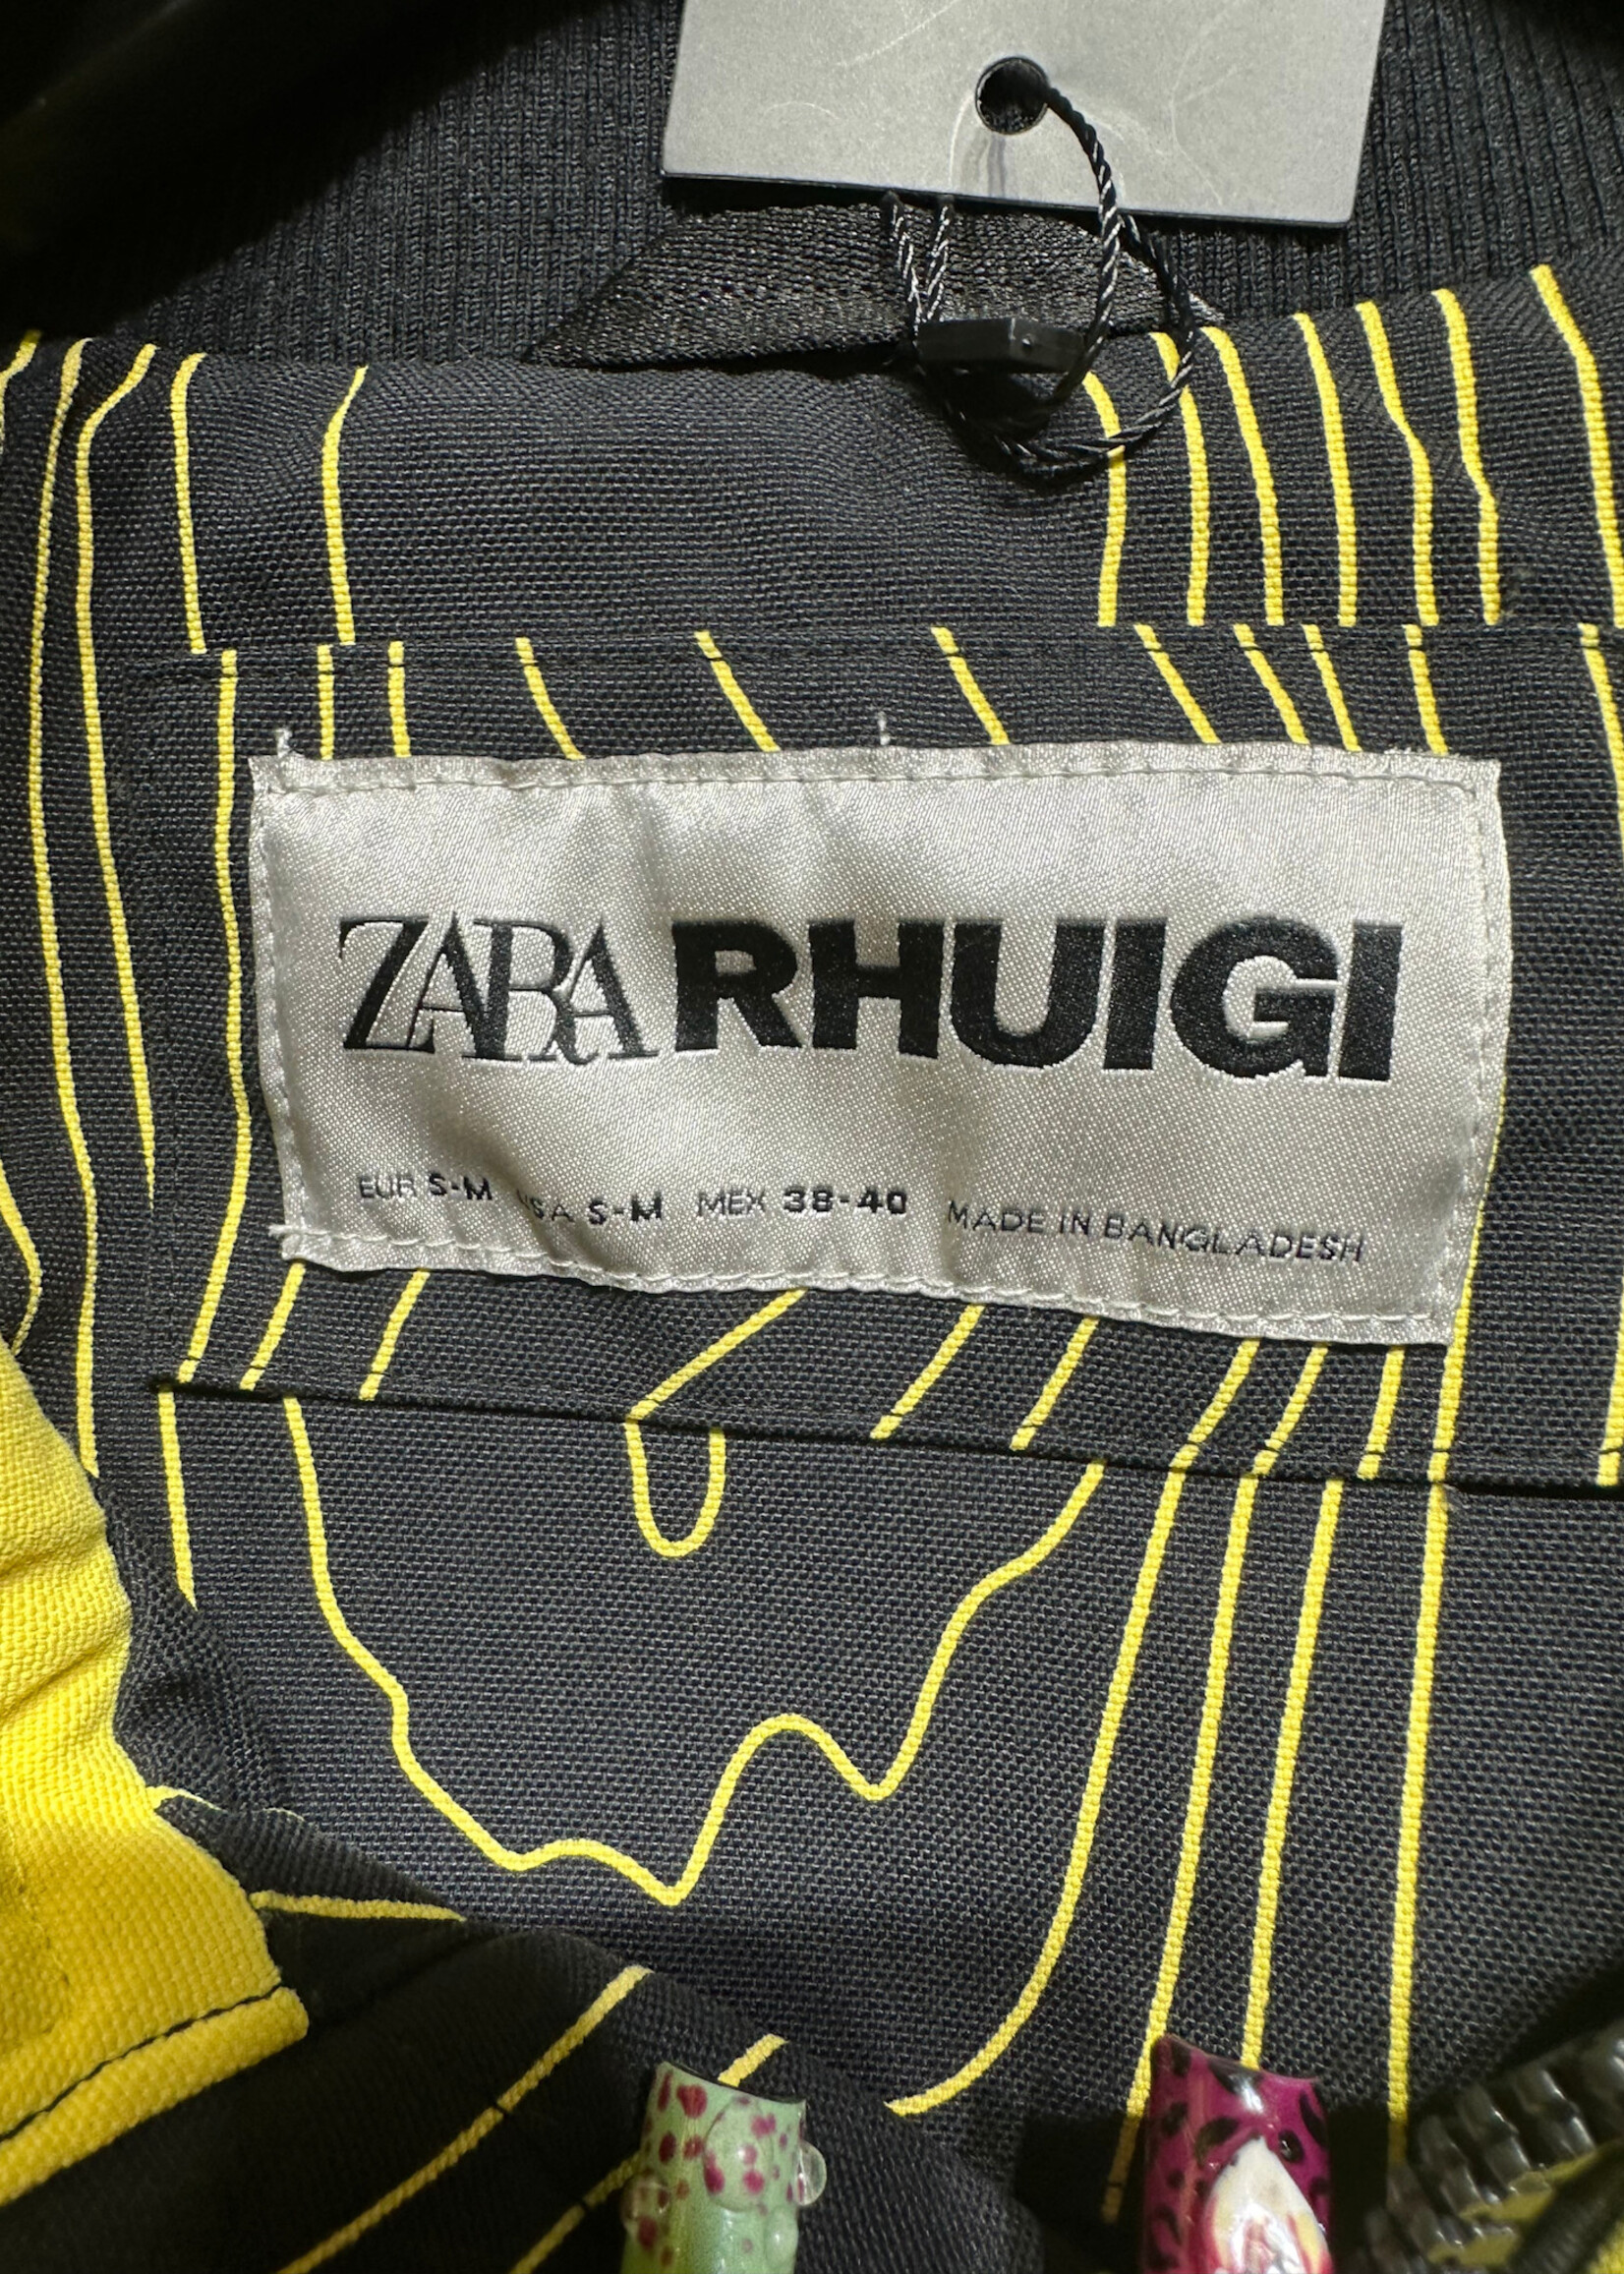 ZARA RHUIGI
EUR S-M USA S-M MEX 38-40 MADE IN BANGLADESH